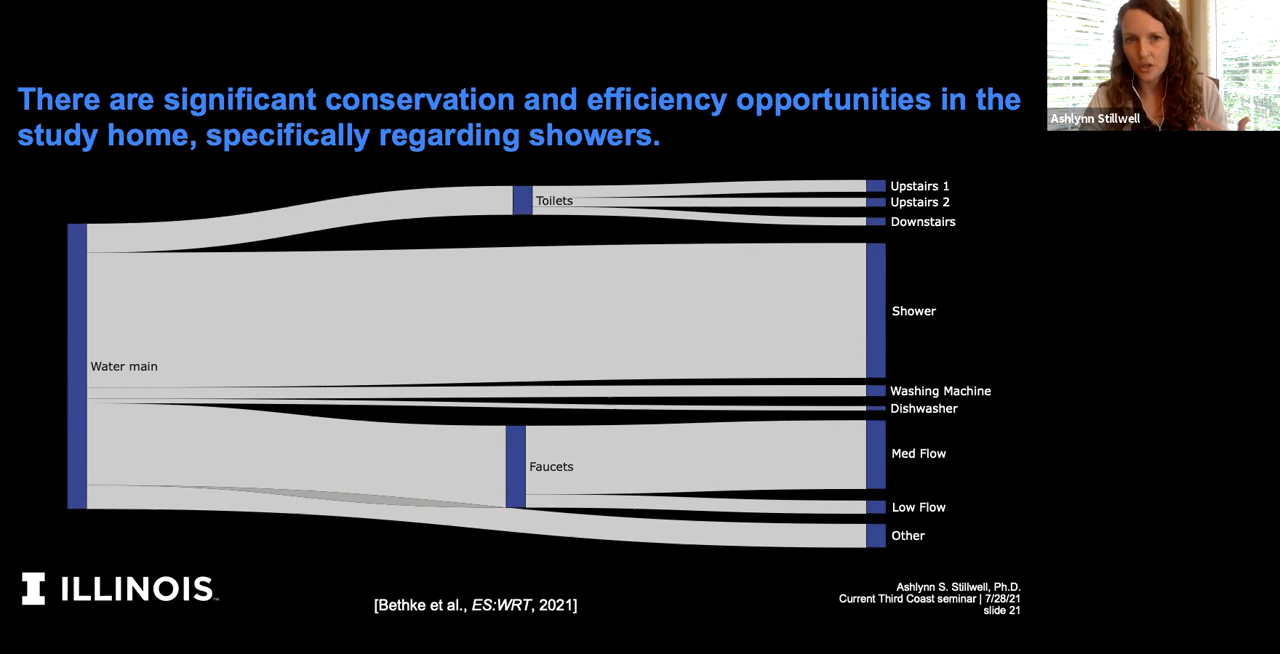 There are significant conservation and efficiency opportunities in the
study home, specifically regarding showers.
Ashlynn Stillwell
Toilets
Upstairs 1
Upstairs 2
Downstairs
Shower
Water main
Washing Machine
Dishwasher
Med Flow
Faucets
Low Flow
Other
I ILLINOIS™
[Bethke et al., ES:WRT, 2021]
Ashlynn S. Stillwell, Ph.D.
Current Third Coast seminar | 7/28/21
slide 21